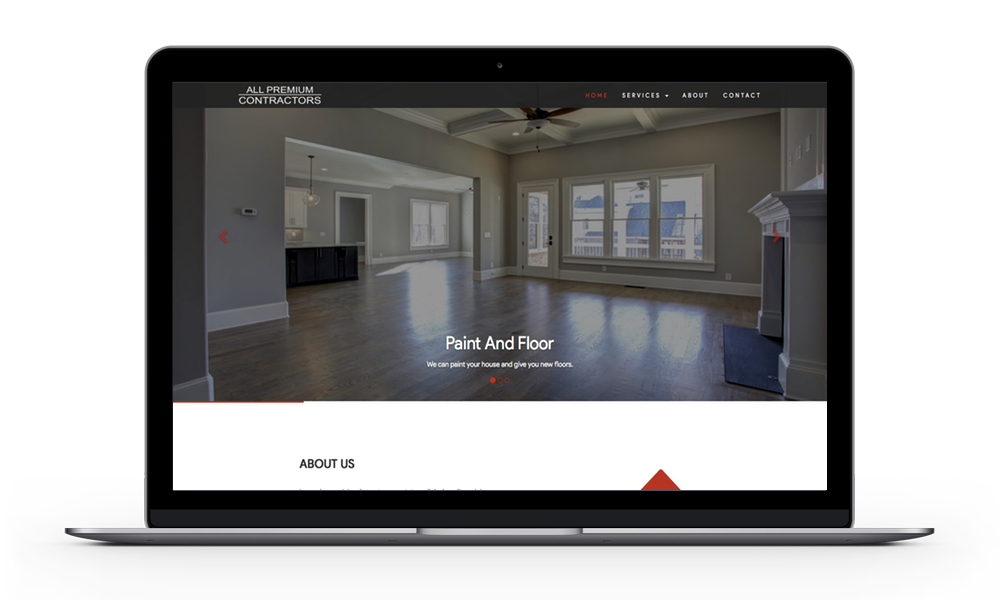 ALL PREMIUM
CONTRACTORS
HOME SERVICES ABOUT CONTACT
Paint And Floor
We can paint your house and give you new floors.
ABOUT US